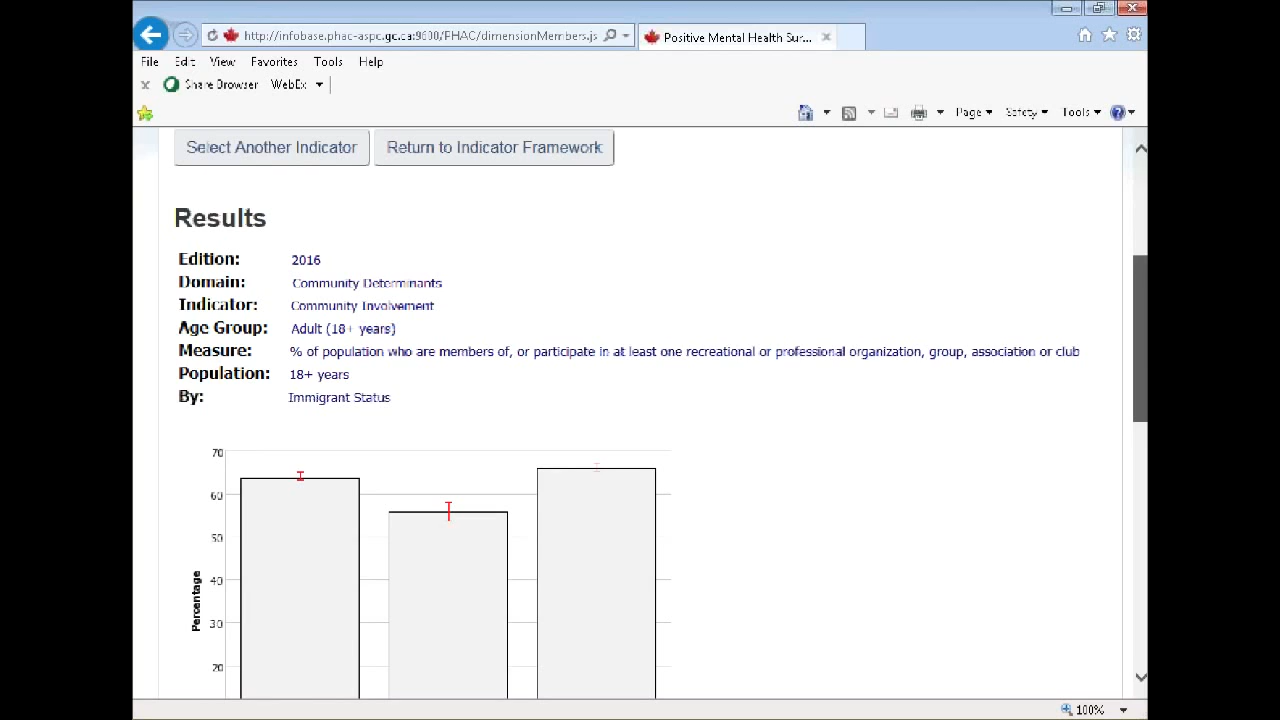 http://infobase.phac-aspc.gc.ca:9600/PHAC/dimensionMembers.js
Positive Mental Health Sur...
File Edit View Favorites Tools Help
x Share Browser WebEx
Page Safety Tools
Select Another Indicator Return to Indicator Framework
Results
Edition: 2016
Domain: Community Determinants
Indicator: Community Involvement
Age Group: Adult (18+ years)
Measure: % of population who are members of, or participate in at least one recreational or professional organization, group, association or club
Population: 18+ years
By: Immigrant Status
70
60
50
40
30
20
Percentage
100%